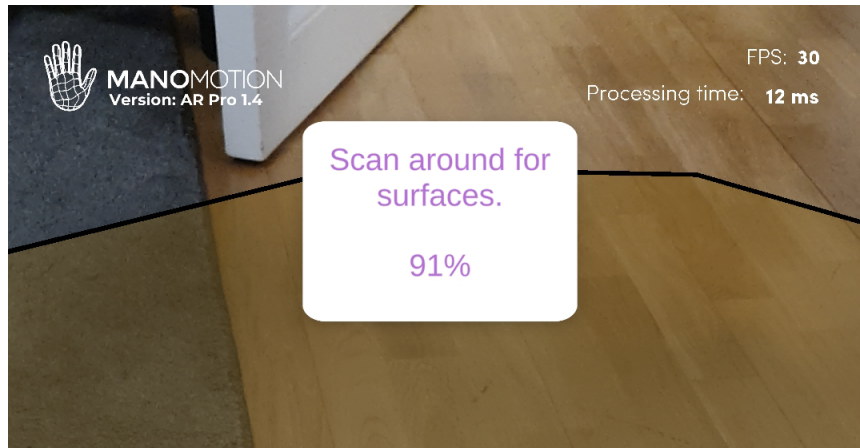 MANOMOTION
Version: AR Pro 1.4
FPS: 30
Processing time: 12 ms
Scan around for
surfaces.
91%